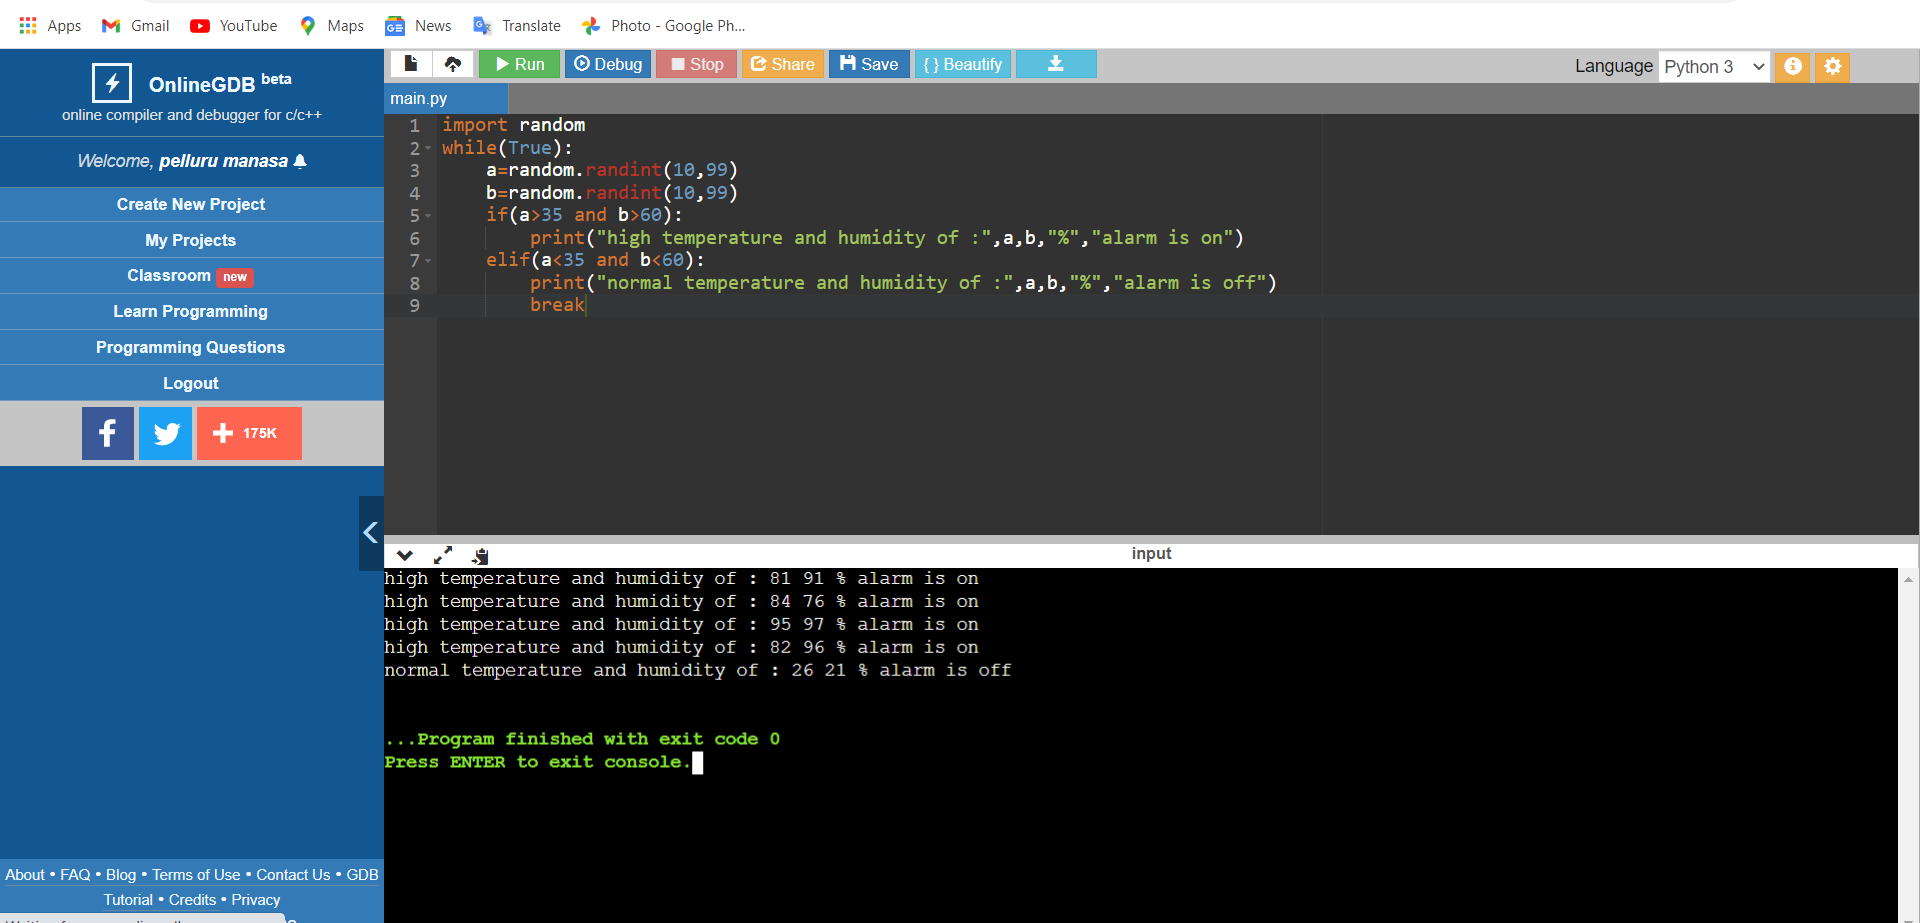 Apps Gmail YouTube Maps News Translate Photo - Google Ph...
OnlineGDB beta
online compiler and debugger for c/c++
Welcome, pelluru manasa
Create New Project
My Projects
Classroom new
Learn Programming
Programming Questions
Logout
175K
About • FAQ • Blog • Terms of Use • Contact Us • GDB
Tutorial • Credits • Privacy
Run Debug Stop Share Save { } Beautify
Language Python 3
main.py
1 import random
2 while(True):
3     a=random.randint(10,99)
4     b=random.randint(10,99)
5     if(a>35 and b>60):
6         print("high temperature and humidity of :",a,b,"%","alarm is on")
7     elif(a<35 and b<60):
8         print("normal temperature and humidity of :",a,b,"%","alarm is off")
9         break
input
high temperature and humidity of : 81 91 % alarm is on
high temperature and humidity of : 84 76 % alarm is on
high temperature and humidity of : 95 97 % alarm is on
high temperature and humidity of : 82 96 % alarm is on
normal temperature and humidity of : 26 21 % alarm is off
...Program finished with exit code 0
Press ENTER to exit console.